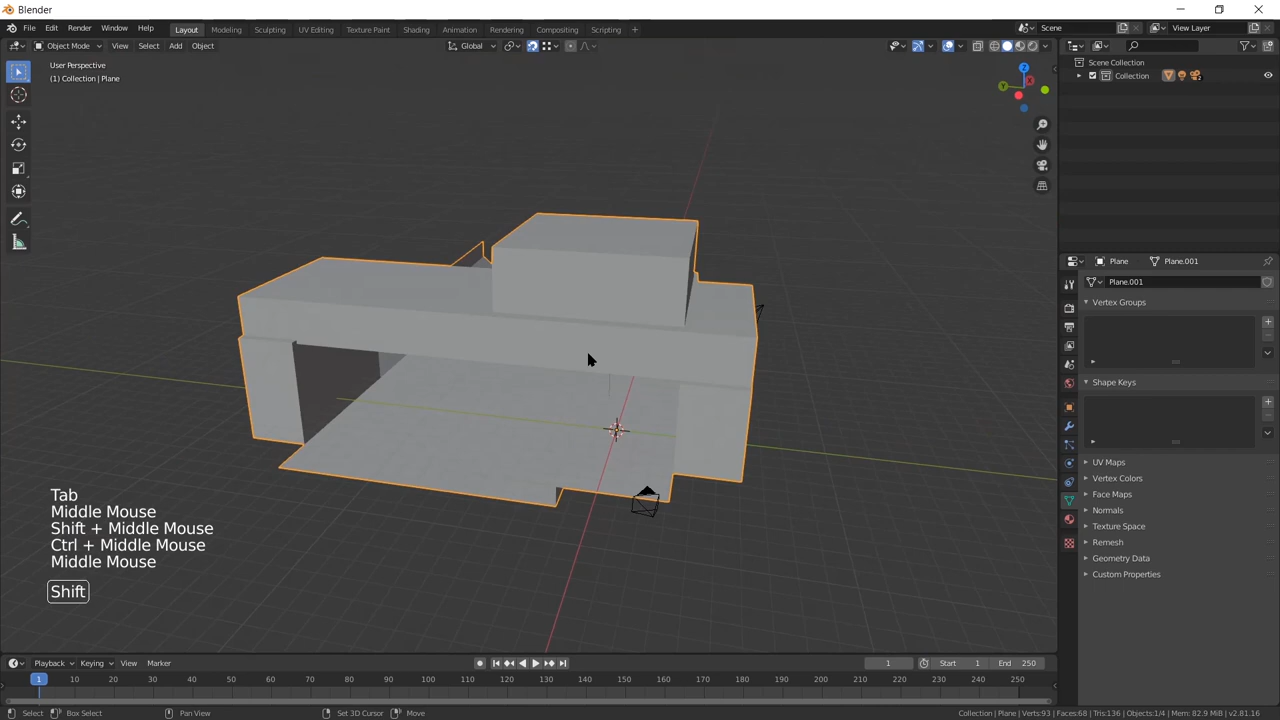 Blender
File Edit Render Window Help
Layout Modeling Sculpting UV Editing Texture Paint Shading Animation Rendering Compositing Scripting +
Scene
View Layer
Object Mode View Select Add Object
Global
User Perspective
(1) Collection | Plane
Z
Y
X
Scene Collection
Collection
Plane
Plane.001
Plane.001
Vertex Groups
Shape Keys
UV Maps
Vertex Colors
Face Maps
Normals
Texture Space
Remesh
Geometry Data
Custom Properties
Tab
Middle Mouse
Shift + Middle Mouse
Ctrl + Middle Mouse
Middle Mouse
Shift
Playback Keying View Marker
1 Start 1 End 250
1 10 20 30 40 50 60 70 80 90 100 110 120 130 140 150 160 170 180 190 200 210 220 230 240 250
Select Box Select Pan View Set 3D Cursor Move
Collection | Plane | Verts:93 | Faces:68 | Tris:136 | Objects:1/4 | Mem: 82.9 MiB | v2.81.16